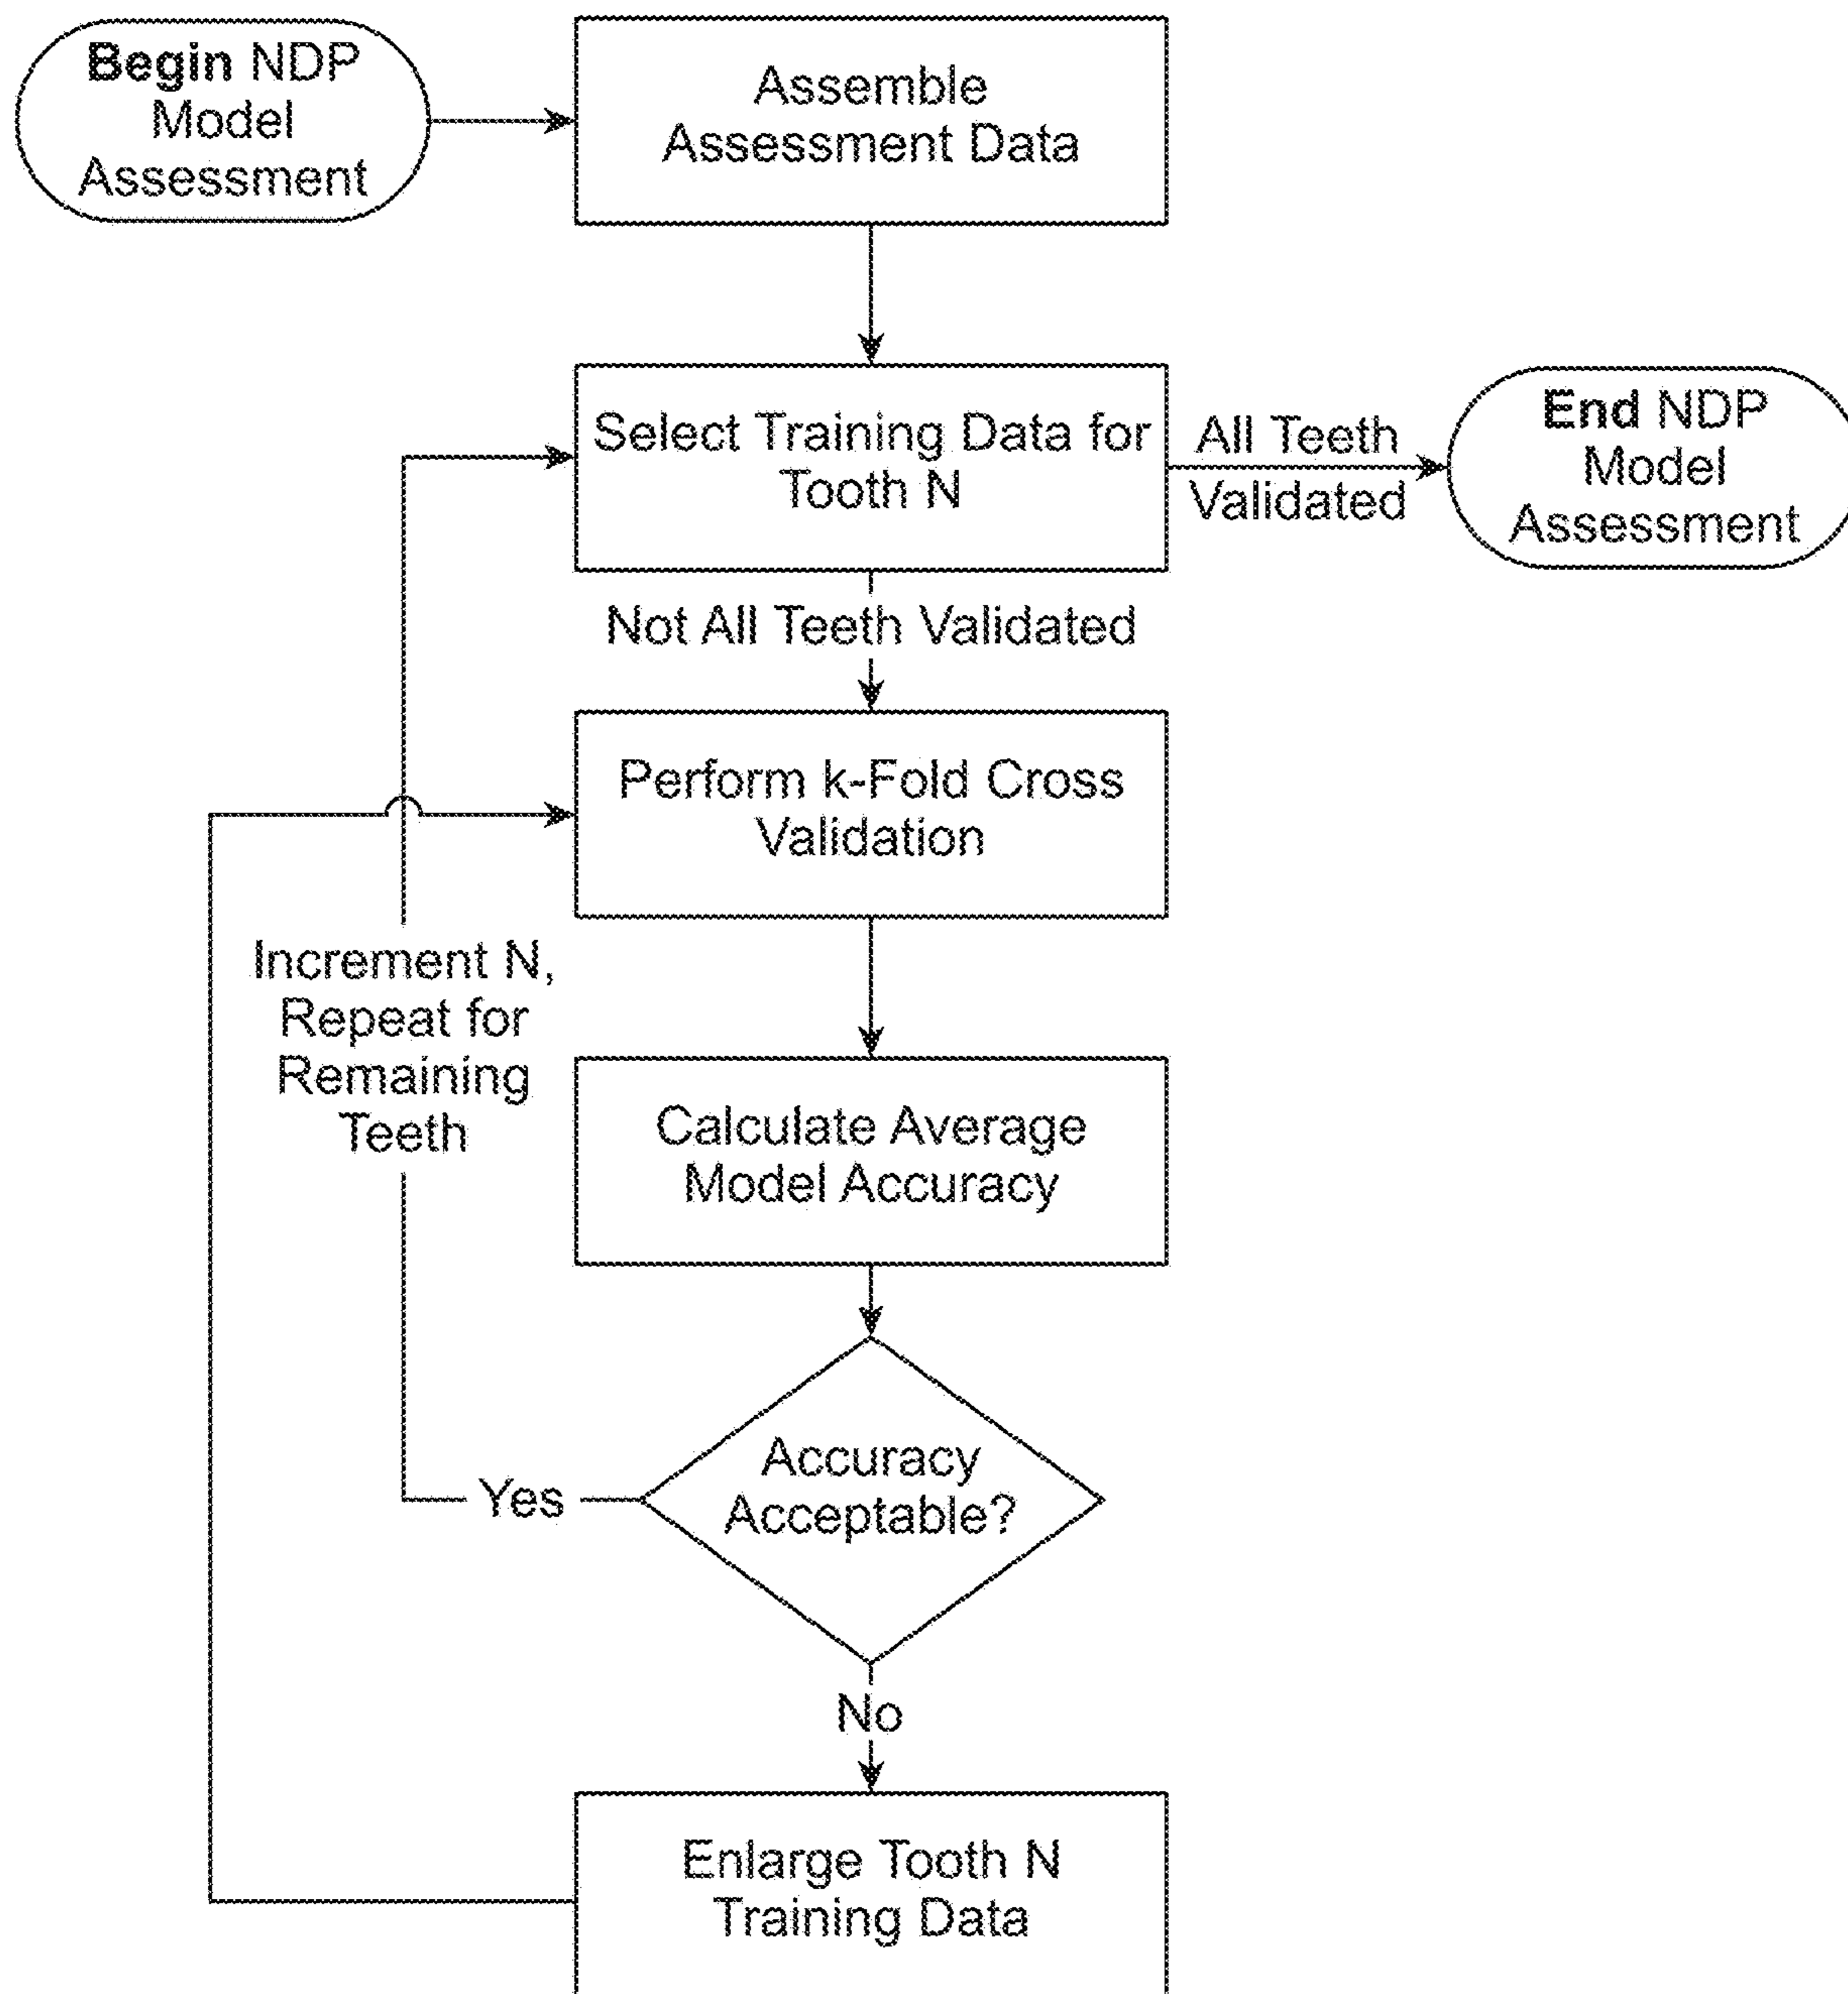 Begin NDP
Model
Assessment
Assemble
Assessment Data
Select Training Data for
Tooth N
All Teeth
Validated
End NDP
Model
Assessment
Not All Teeth Validated
Perform k-Fold Cross
Validation
Increment N,
Repeat for
Remaining
Teeth
Calculate Average
Model Accuracy
Accuracy
Acceptable?
Yes
No
Enlarge Tooth N
Training Data